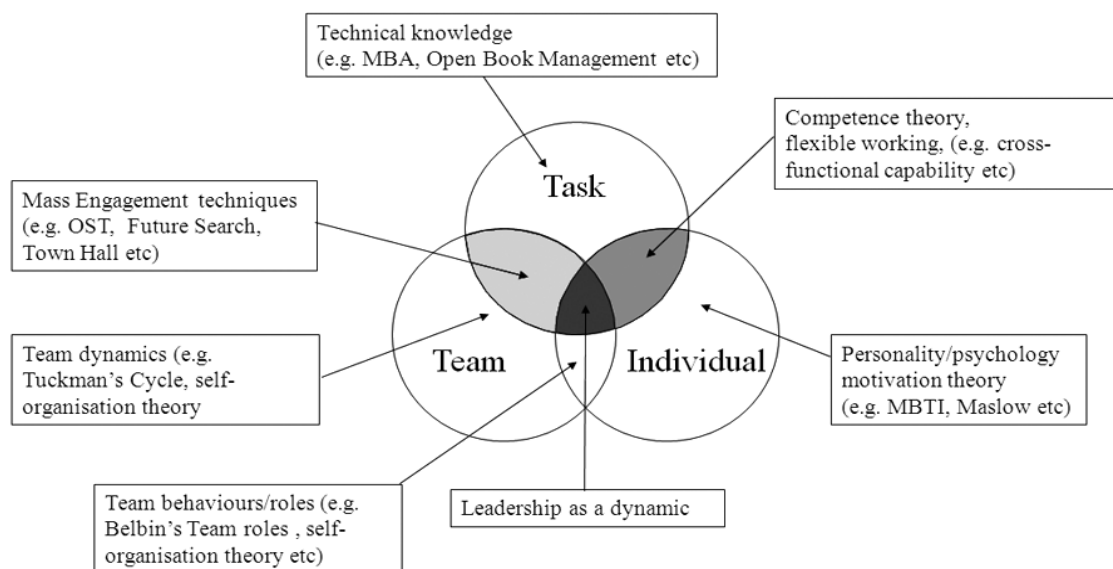 Technical knowledge
(e.g. MBA, Open Book Management etc)
Competence theory,
flexible working, (e.g. cross-
functional capability etc)
Task
Mass Engagement techniques
(e.g. OST,  Future Search,
Town Hall etc)
Team dynamics (e.g.
Tuckman’s Cycle, self-
organisation theory
Team
Individual
Personality/psychology
motivation theory
(e.g. MBTI, Maslow etc)
Team behaviours/roles (e.g.
Belbin’s Team roles , self-
organisation theory etc)
Leadership as a dynamic